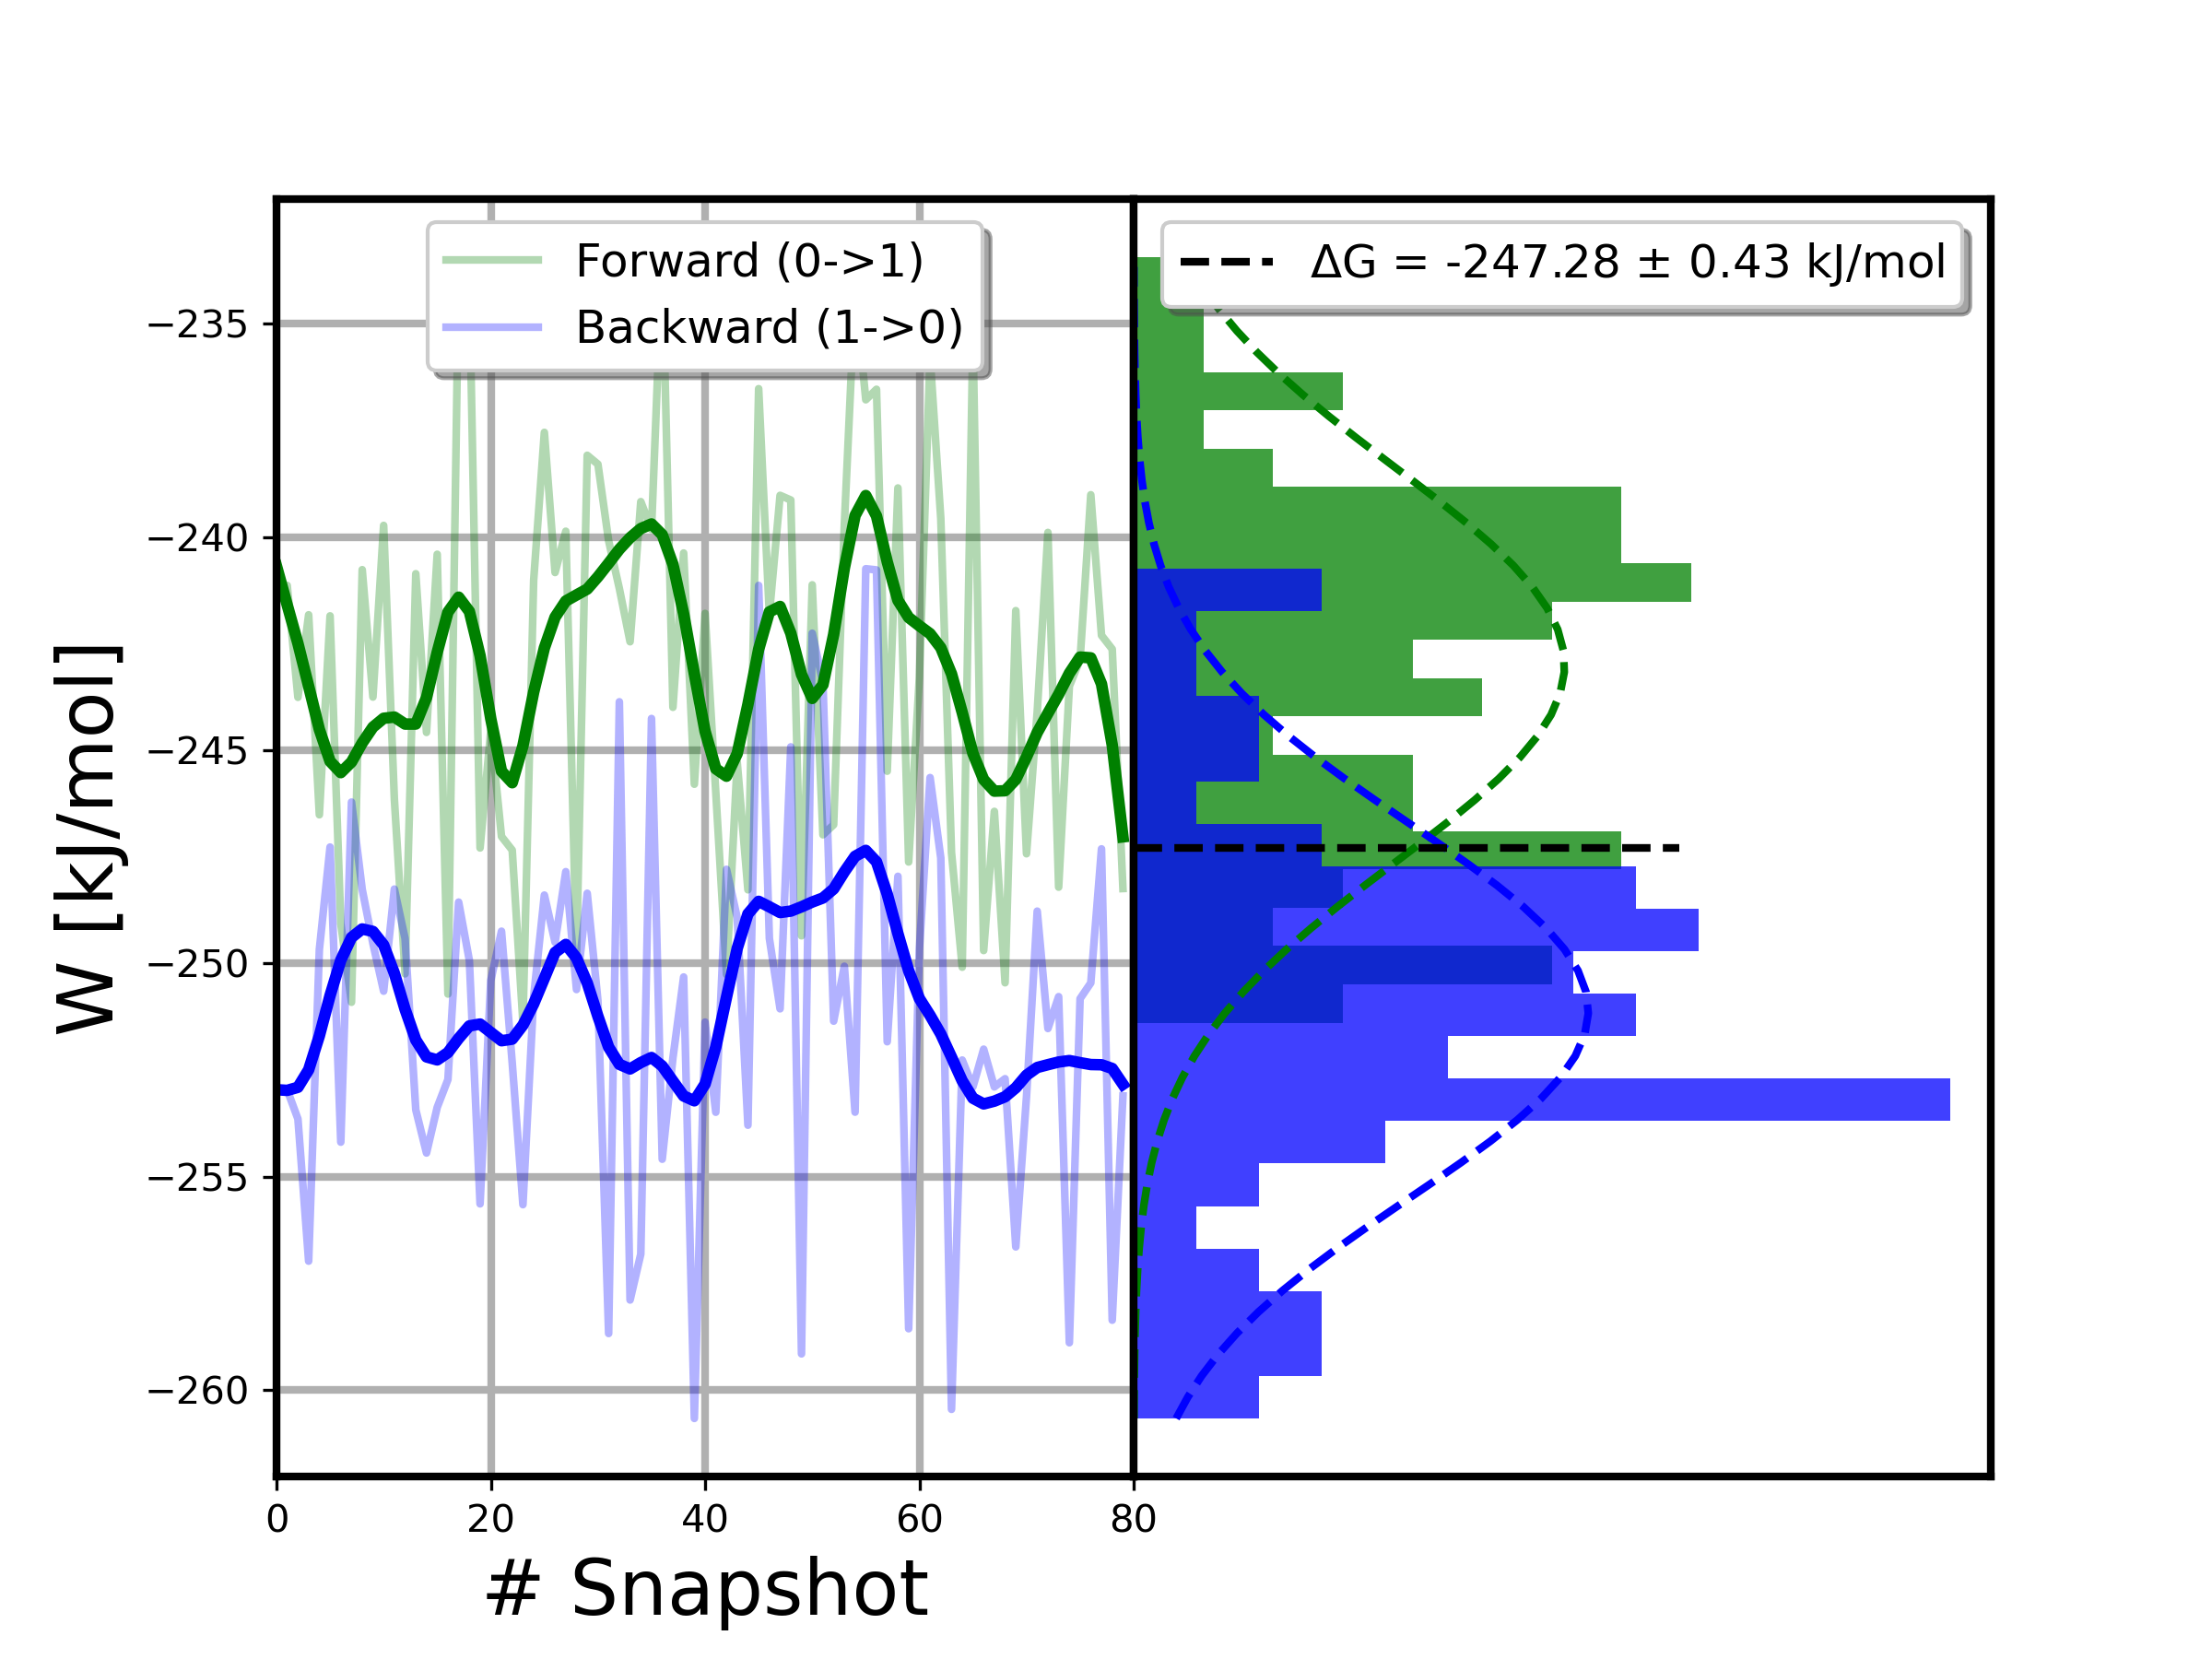 Forward (0->1)
Backward (1->0)
ΔG = -247.28 ± 0.43 kJ/mol
W [kJ/mol]
−235
−240
−245
−250
−255
−260
0 20 40 60 80
# Snapshot